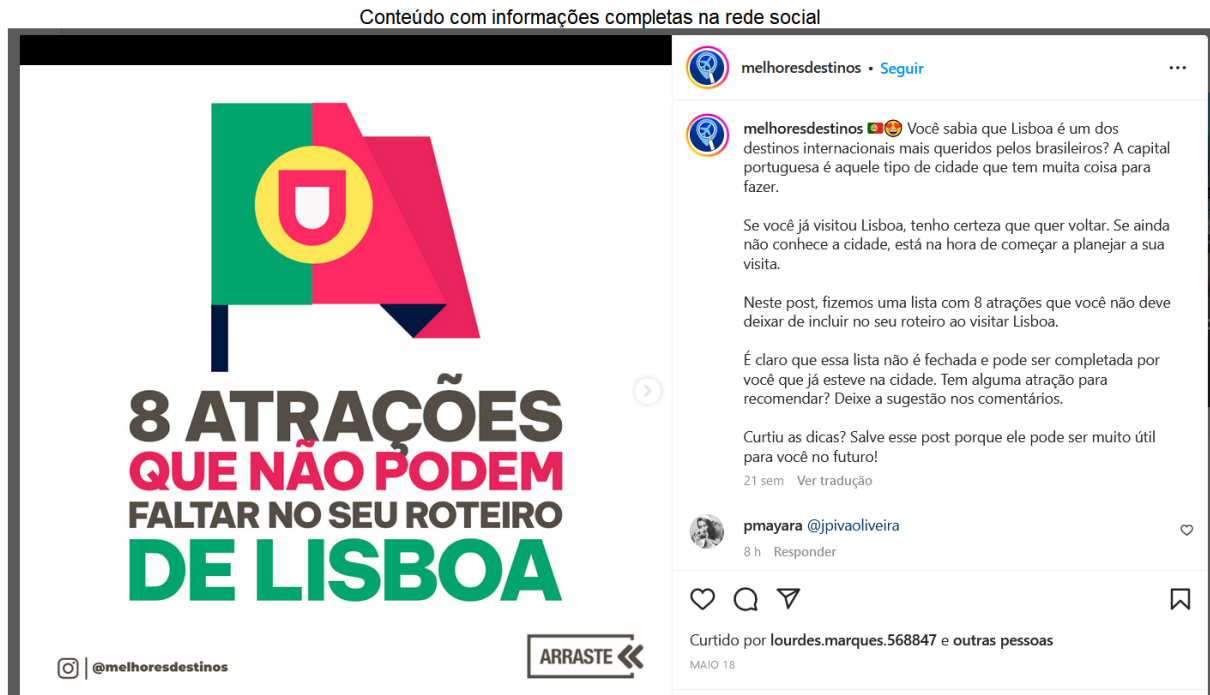 Conteúdo com informações completas na rede social
8 ATRAÇÕES
QUE NÃO PODEM
FALTAR NO SEU ROTEIRO
DE LISBOA
@melhoresdestinos
ARRASTE
melhoresdestinos • Seguir
melhoresdestinos 🇵🇹😍 Você sabia que Lisboa é um dos
destinos internacionais mais queridos pelos brasileiros? A capital
portuguesa é aquele tipo de cidade que tem muita coisa para
fazer.
Se você já visitou Lisboa, tenho certeza que quer voltar. Se ainda
não conhece a cidade, está na hora de começar a planejar a sua
visita.
Neste post, fizemos uma lista com 8 atrações que você não deve
deixar de incluir no seu roteiro ao visitar Lisboa.
É claro que essa lista não é fechada e pode ser completada por
você que já esteve na cidade. Tem alguma atração para
recomendar? Deixe a sugestão nos comentários.
Curtiu as dicas? Salve esse post porque ele pode ser muito útil
para você no futuro!
21 sem Ver tradução
pmayara @jpivaoliveira
8 h Responder
Curtido por lourdes.marques.568847 e outras pessoas
MAIO 18